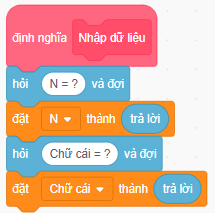 định nghĩa Nhập dữ liệu
hỏi N = ? và đợi
đặt N thành trả lời
hỏi Chữ cái = ? và đợi
đặt Chữ cái thành trả lời